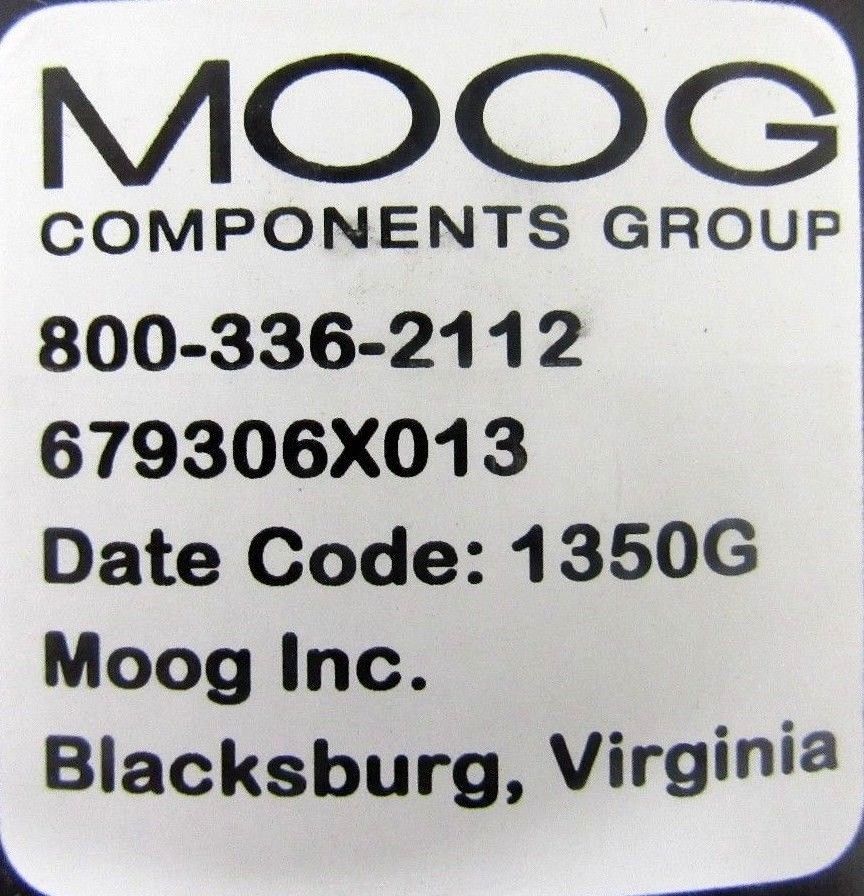 MOOG
COMPONENTS GROUP
800-336-2112
679306X013
Date Code: 1350G
Moog Inc.
Blacksburg, Virginia